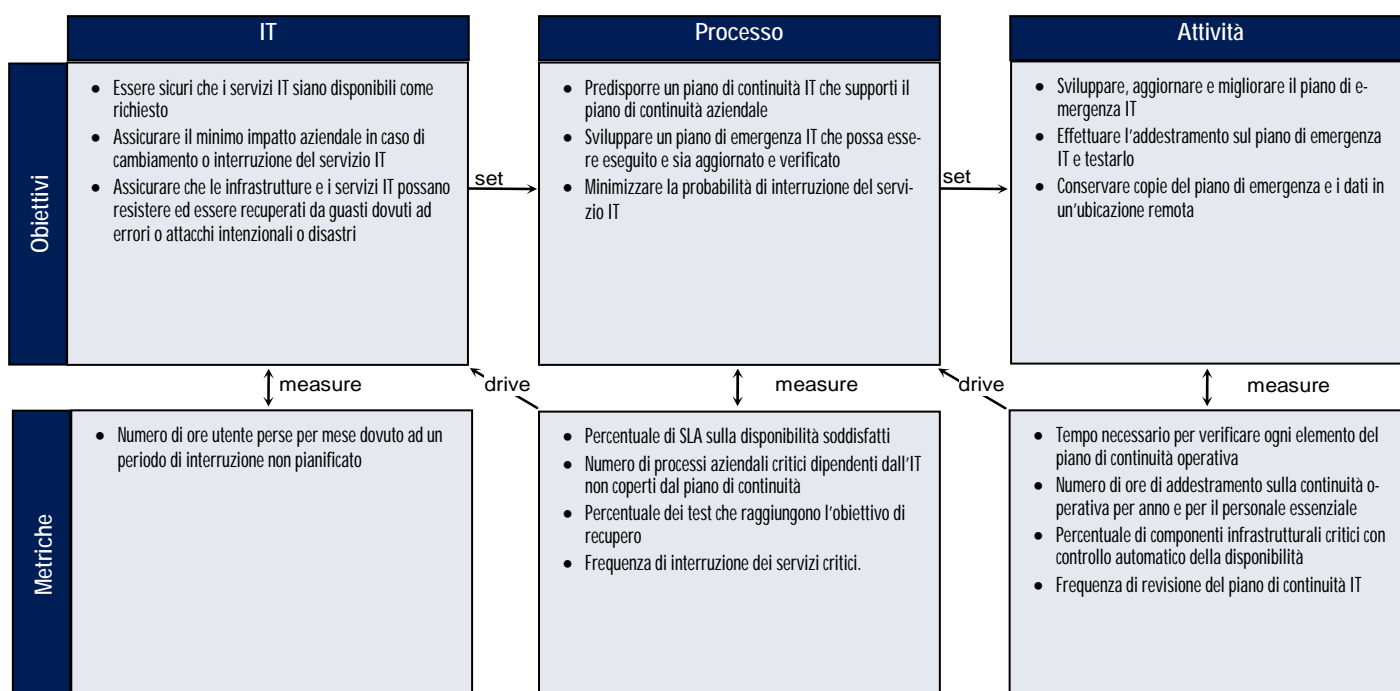 IT
Processo
Attività
Obiettivi
• Essere sicuri che i servizi IT siano disponibili come
richiesto
• Assicurare il minimo impatto aziendale in caso di
cambiamento o interruzione del servizio IT
• Assicurare che le infrastrutture e i servizi IT possano
resistere ed essere recuperati da guasti dovuti ad
errori o attacchi intenzionali o disastri
set
• Predisporre un piano di continuità IT che supporti il
piano di continuità aziendale
• Sviluppare un piano di emergenza IT che possa esse-
re eseguito e sia aggiornato e verificato
• Minimizzare la probabilità di interruzione del servi-
zio IT
set
• Sviluppare, aggiornare e migliorare il piano di e-
mergenza IT
• Effettuare l'addestramento sul piano di emergenza
IT e testarlo
• Conservare copie del piano di emergenza e i dati in
un'ubicazione remota
measure
drive
measure
drive
measure
Metriche
• Numero di ore utente perse per mese dovuto ad un
periodo di interruzione non pianificato
• Percentuale di SLA sulla disponibilità soddisfatti
• Numero di processi aziendali critici dipendenti dall'IT
non coperti dal piano di continuità
• Percentuale dei test che raggiungono l'obiettivo di
recupero
• Frequenza di interruzione dei servizi critici.
• Tempo necessario per verificare ogni elemento del
piano di continuità operativa
• Numero di ore di addestramento sulla continuità o-
perativa per anno e per il personale essenziale
• Percentuale di componenti infrastrutturali critici con
controllo automatico della disponibilità
• Frequenza di revisione del piano di continuità IT